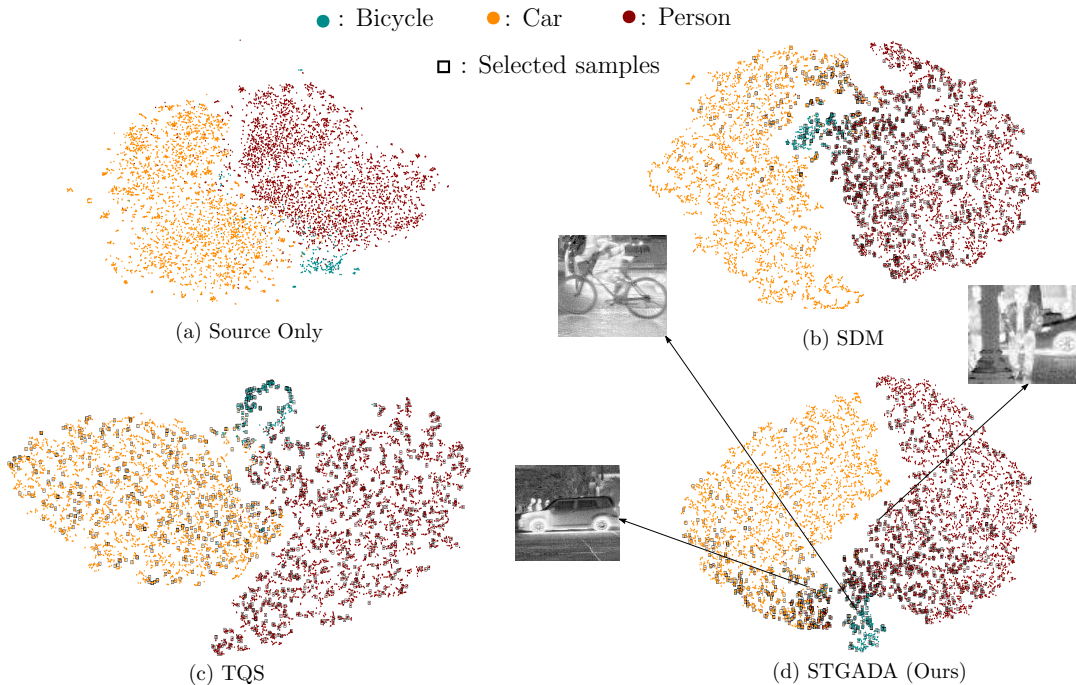 : Bicycle : Car : Person
: Selected samples
(a) Source Only
(b) SDM
(c) TQS
(d) STGADA (Ours)